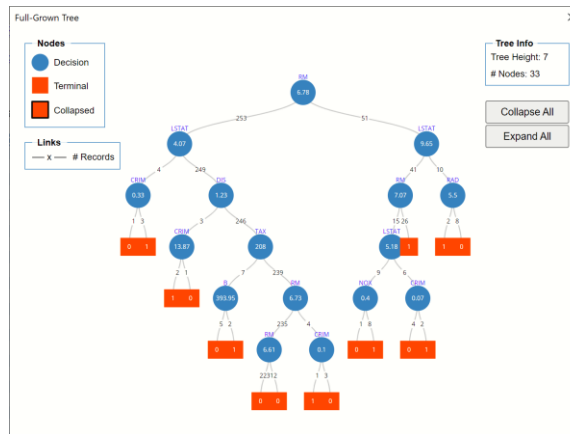 Full-Grown Tree
Nodes
Decision
Terminal
Collapsed
Links
x # Records
Tree Info
Tree Height: 7
# Nodes: 33
Collapse All
Expand All
RM
6.78
253 51
LSTAT LSTAT
4.07 9.65
4 249 41 10
CRIM DIS RM RAD
0.33 1.23 7.07 5.5
1 3 3 246 15 26 2 8
CRIM TAX LSTAT
0 1 13.87 208 5.18 1 1 0
2 1 7 239 9 6
B RM NOX CRIM
1 0 393.95 6.73 0.4 0.07
5 2 235 4 1 8 4 2
RM CRIM
0 1 6.61 0.1 0 1 0 1
223 12 1 3
0 0 1 0